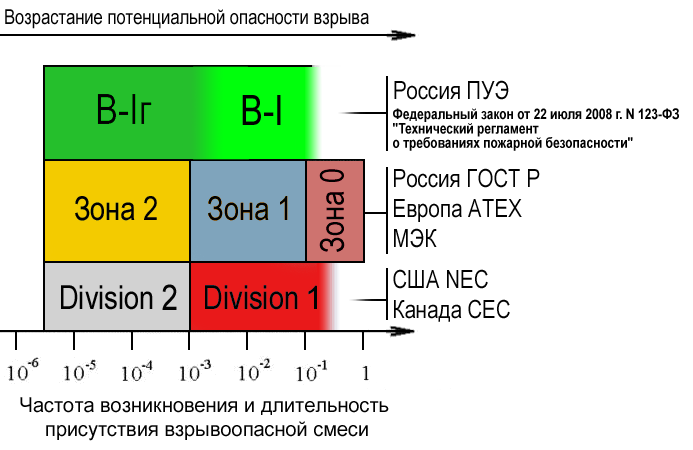 Возрастание потенциальной опасности взрыва
В-Iг
В-I
Россия ПУЭ
Федеральный закон от 22 июля 2008 г. N 123-ФЗ
"Технический регламент
о требованиях пожарной безопасности"
Зона 2
Зона 1
Зона 0
Россия ГОСТ Р
Европа ATEX
МЭК
Division 2
Division 1
США NEC
Канада CEC
10⁻⁶ 10⁻⁵ 10⁻⁴ 10⁻³ 10⁻² 10⁻¹ 1
Частота возникновения и длительность
присутствия взрывоопасной смеси